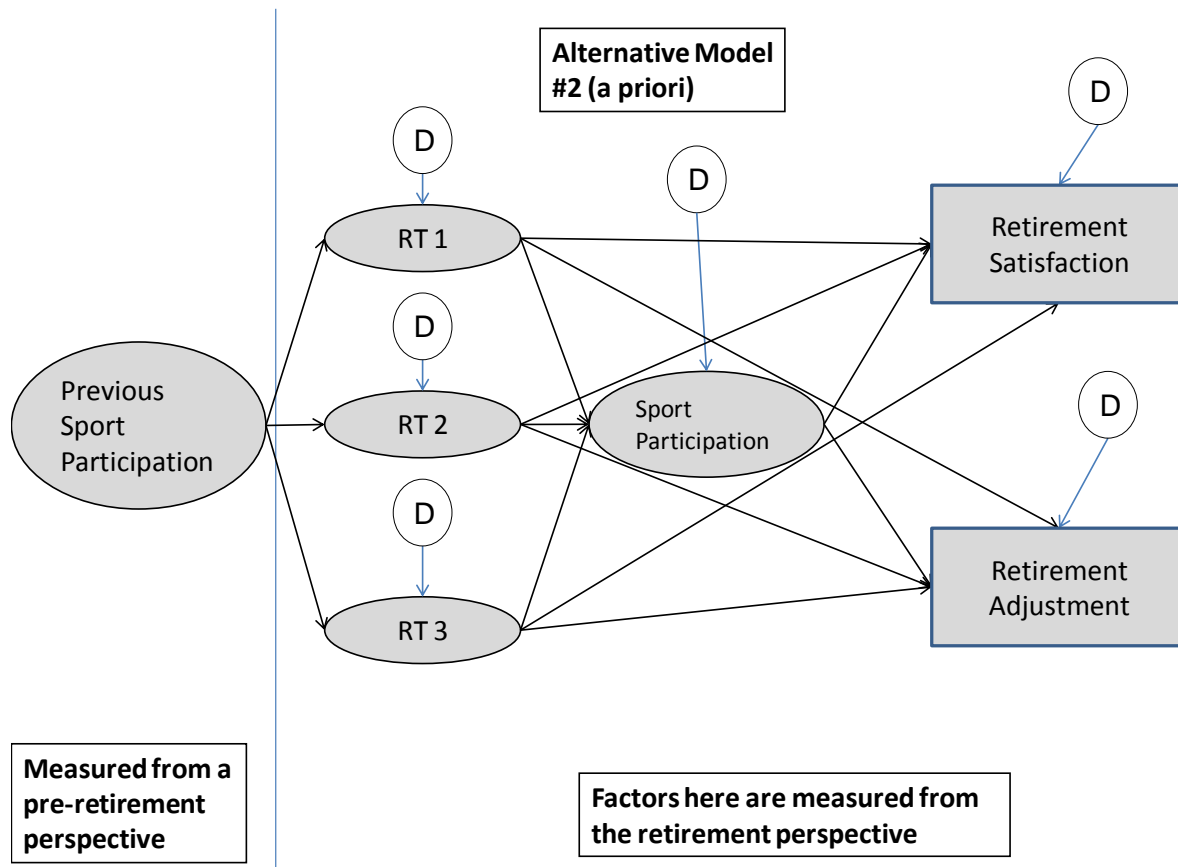 Alternative Model
#2 (a priori)
D
D
D
RT 1
Retirement
Satisfaction
D
Previous
Sport
Participation
RT 2
Sport
Participation
D
D
RT 3
Retirement
Adjustment
Measured from a
pre-retirement
perspective
Factors here are measured from
the retirement perspective